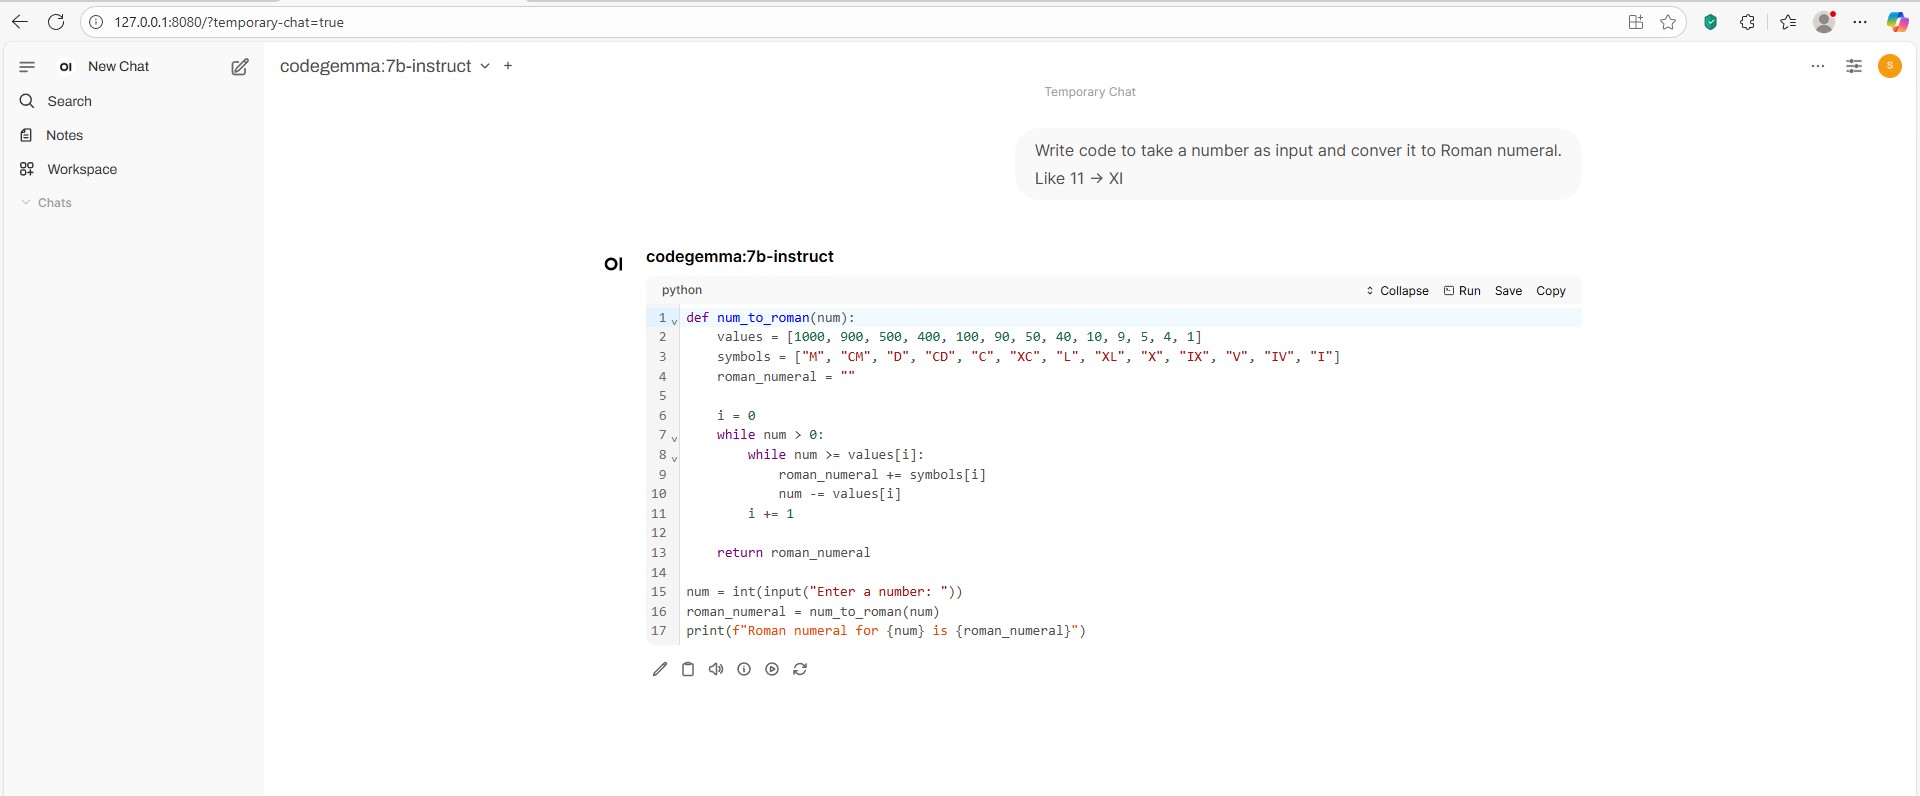 127.0.0.1:8080/?temporary-chat=true
OI New Chat
Search
Notes
Workspace
Chats
codegemma:7b-instruct
S
Temporary Chat
Write code to take a number as input and conver it to Roman numeral.
Like 11 → XI
OI codegemma:7b-instruct
python Collapse Run Save Copy
1 def num_to_roman(num):
2     values = [1000, 900, 500, 400, 100, 90, 50, 40, 10, 9, 5, 4, 1]
3     symbols = ["M", "CM", "D", "CD", "C", "XC", "L", "XL", "X", "IX", "V", "IV", "I"]
4     roman_numeral = ""
5
6     i = 0
7     while num > 0:
8         while num >= values[i]:
9             roman_numeral += symbols[i]
10             num -= values[i]
11         i += 1
12
13     return roman_numeral
14
15 num = int(input("Enter a number: "))
16 roman_numeral = num_to_roman(num)
17 print(f"Roman numeral for {num} is {roman_numeral}")